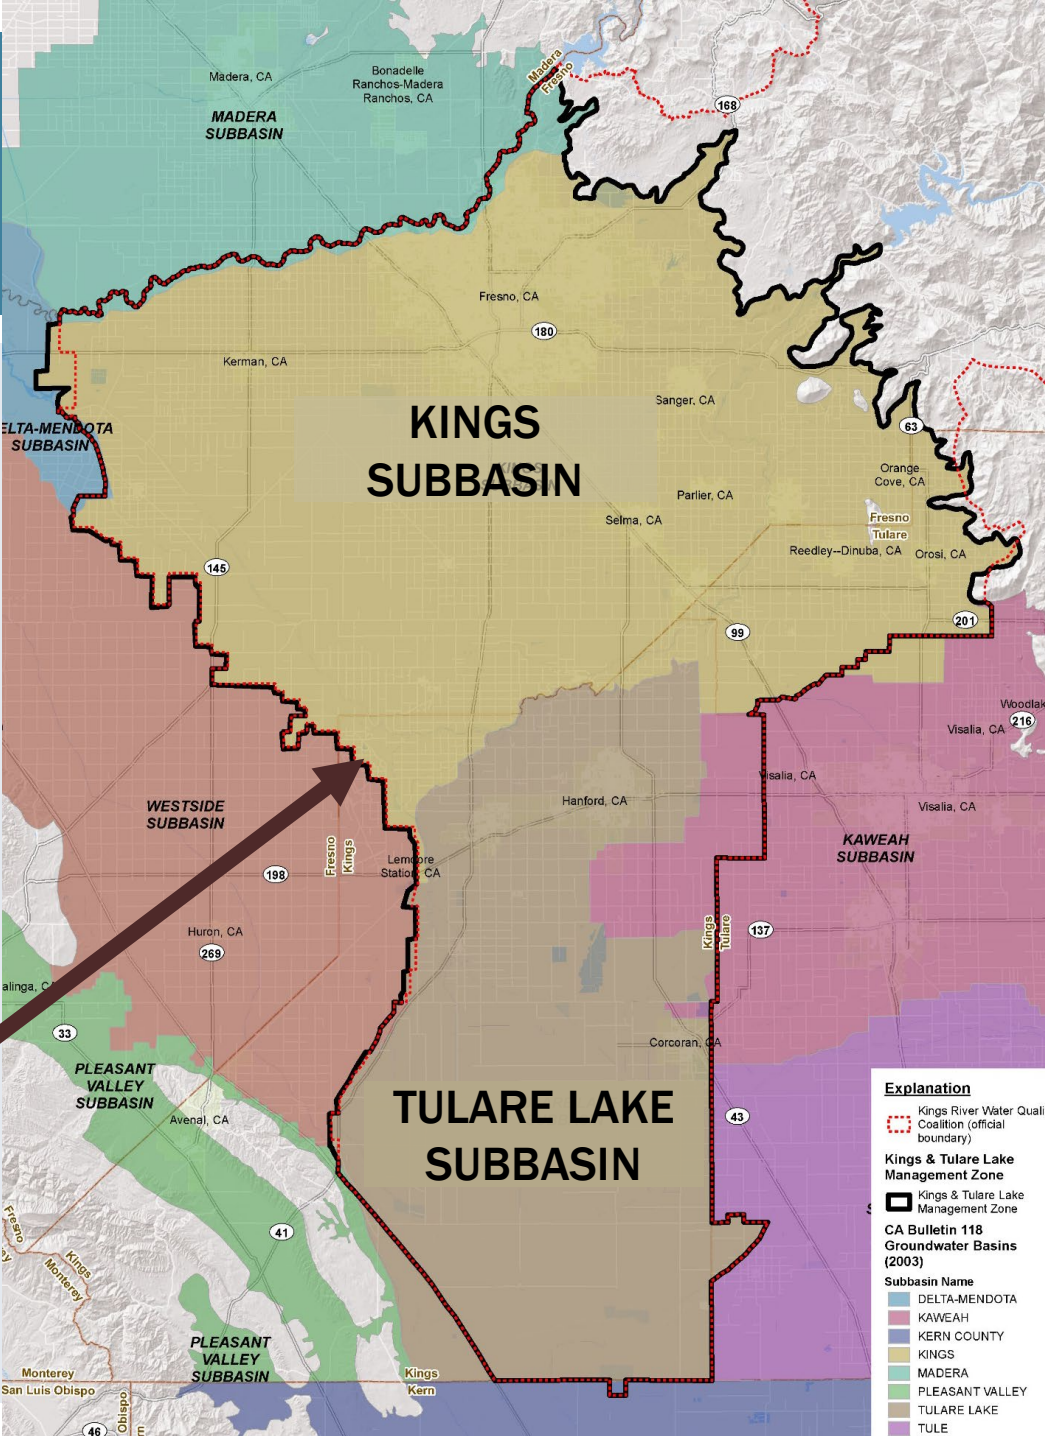 Madera
Fresno
168
Madera, CA
Bonadelle
Ranchos-Madera
Ranchos, CA
MADERA
SUBBASIN
Fresno, CA
180
Kerman, CA
Sanger, CA
KINGS
SUBBASIN
ELTA-MENDOTA
SUBBASIN
63
Orange
Cove, CA
Parlier, CA
Selma, CA
Fresno
Tulare
Reedley--Dinuba, CA
Orosi, CA
145
201
99
Woodlak
216
Visalia, CA
Visalia, CA
Visalia, CA
Hanford, CA
WESTSIDE
SUBBASIN
Fresno
Kings
KAWEAH
SUBBASIN
Lemoore
Station, CA
198
Huron, CA
269
Kings
Tulare
137
alinga, C
33
Corcoran, CA
PLEASANT
VALLEY
SUBBASIN
Avenal, CA
TULARE LAKE
SUBBASIN
43
41
Fresno
Kings
Monterey
PLEASANT
VALLEY
SUBBASIN
Monterey
San Luis Obispo
Obispo
46
Kings
Kern
Explanation
Kings River Water Quali
Coalition (official
boundary)
Kings & Tulare Lake
Management Zone
Kings & Tulare Lake
Management Zone
CA Bulletin 118
Groundwater Basins
(2003)
Subbasin Name
DELTA-MENDOTA
KAWEAH
KERN COUNTY
KINGS
MADERA
PLEASANT VALLEY
TULARE LAKE
TULE